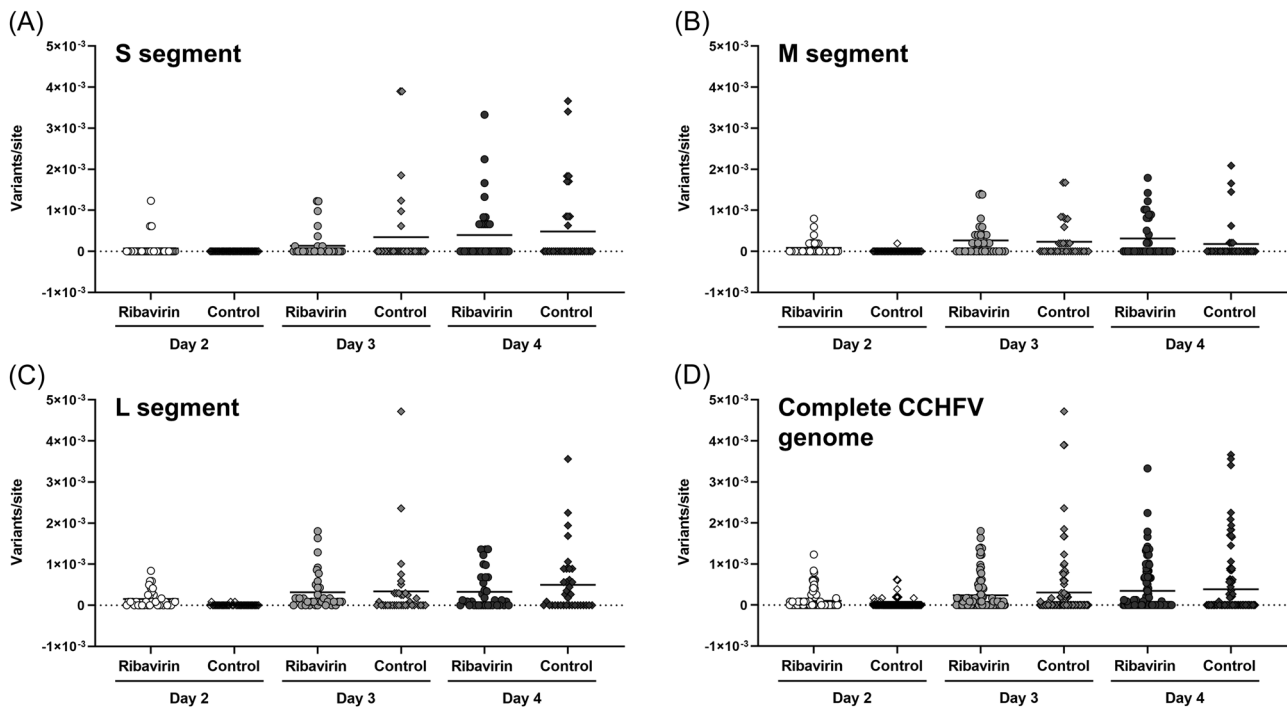 (A)
S segment
Variants/site
5×10⁻³
4×10⁻³
3×10⁻³
2×10⁻³
1×10⁻³
0
-1×10⁻³
Ribavirin Control Ribavirin Control Ribavirin Control
Day 2 Day 3 Day 4
(B)
M segment
Variants/site
5×10⁻³
4×10⁻³
3×10⁻³
2×10⁻³
1×10⁻³
0
-1×10⁻³
Ribavirin Control Ribavirin Control Ribavirin Control
Day 2 Day 3 Day 4
(C)
L segment
Variants/site
5×10⁻³
4×10⁻³
3×10⁻³
2×10⁻³
1×10⁻³
0
-1×10⁻³
Ribavirin Control Ribavirin Control Ribavirin Control
Day 2 Day 3 Day 4
(D)
Complete CCHFV
genome
Variants/site
5×10⁻³
4×10⁻³
3×10⁻³
2×10⁻³
1×10⁻³
0
-1×10⁻³
Ribavirin Control Ribavirin Control Ribavirin Control
Day 2 Day 3 Day 4